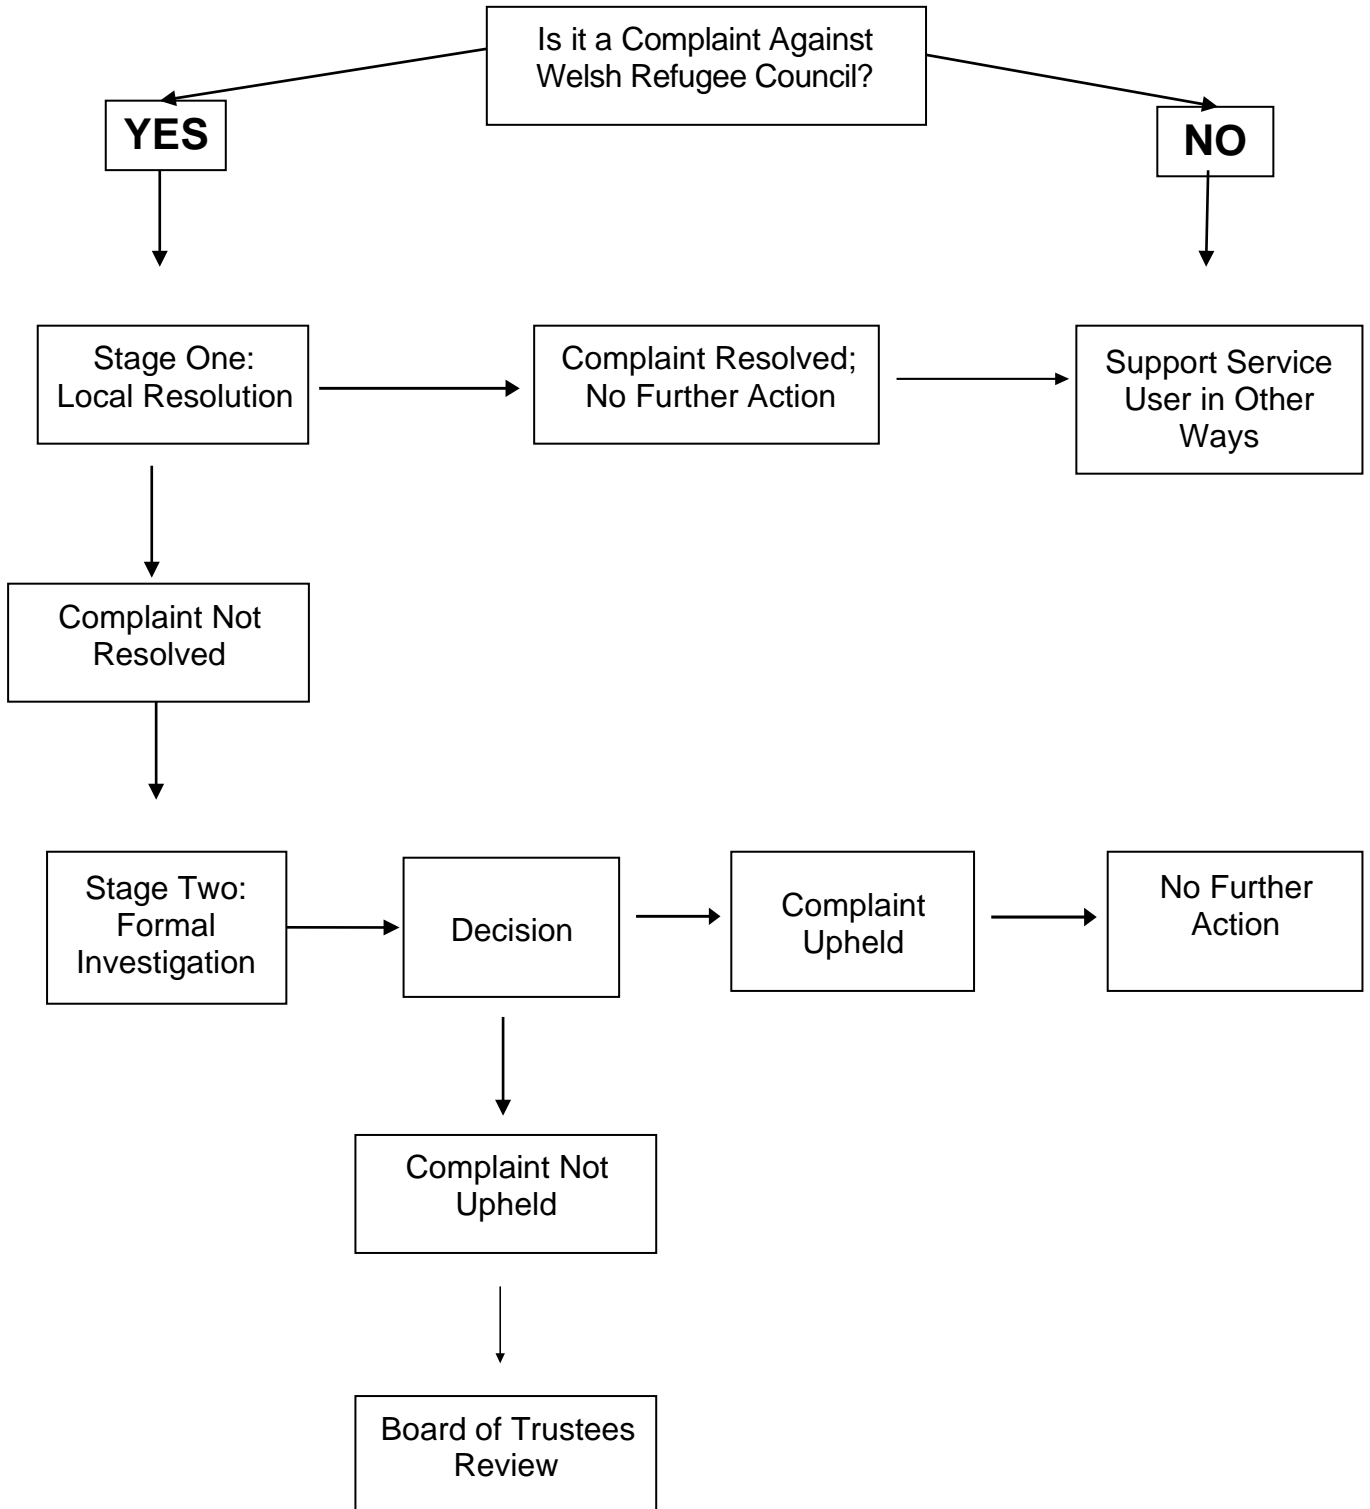 Is it a Complaint Against
Welsh Refugee Council?
YES
NO
Stage One:
Local Resolution
Complaint Resolved;
No Further Action
Support Service
User in Other
Ways
Complaint Not
Resolved
Stage Two:
Formal
Investigation
Decision
Complaint
Upheld
No Further
Action
Complaint Not
Upheld
Board of Trustees
Review